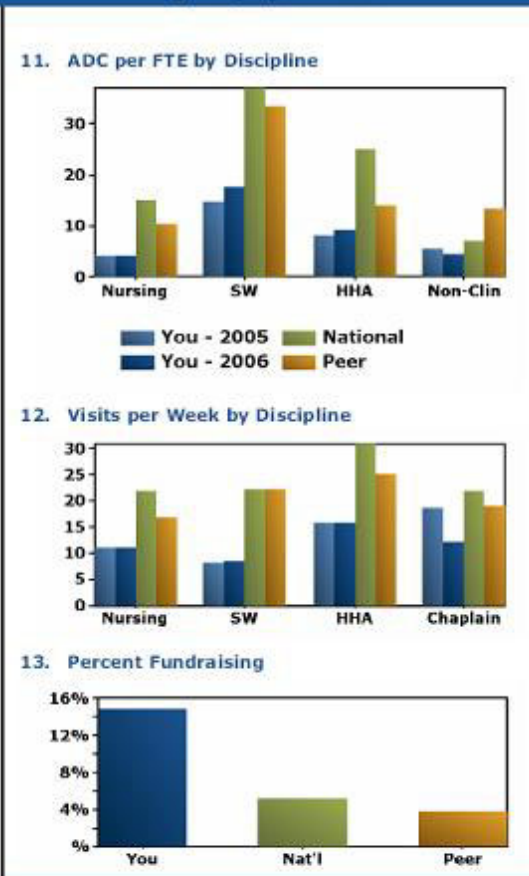 11. ADC per FTE by Discipline
30
20
10
0
Nursing SW HHA Non-Clin
You - 2005 National
You - 2006 Peer
12. Visits per Week by Discipline
30
25
20
15
10
5
0
Nursing SW HHA Chaplain
13. Percent Fundraising
16%
12%
8%
4%
%
You Nat'l Peer